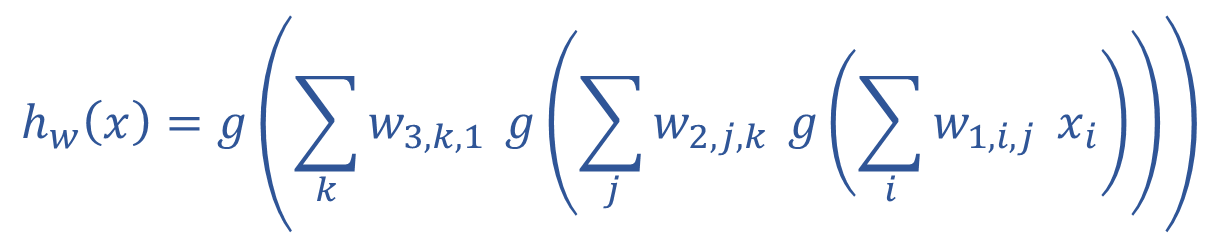 h_w(x) = g(∑_k w_{3,k,1} g(∑_j w_{2,j,k} g(∑_i w_{1,i,j} x_i)))